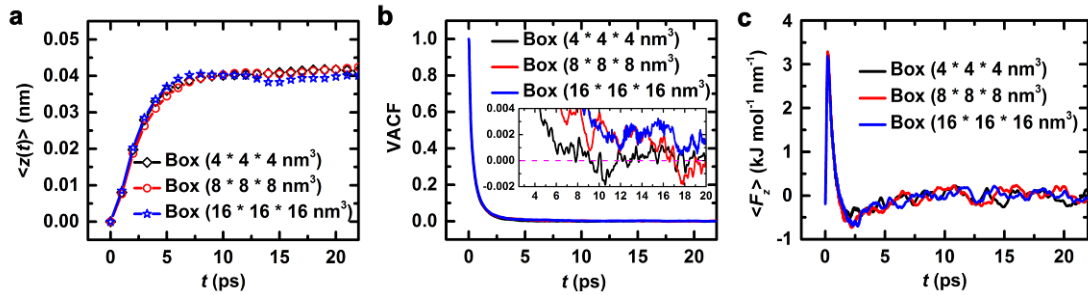 a
0.05
0.04
0.03
0.02
0.01
0.00
<z(t)> (nm)
Box (4 * 4 * 4 nm³)
Box (8 * 8 * 8 nm³)
Box (16 * 16 * 16 nm³)
0 5 10 15 20
t (ps)
b
1.0
0.8
0.6
0.4
0.2
0.0
VACF
Box (4 * 4 * 4 nm³)
Box (8 * 8 * 8 nm³)
Box (16 * 16 * 16 nm³)
0.004
0.002
0.000
-0.002
4 6 8 10 12 14 16 18 20
0 5 10 15 20
t (ps)
c
4
3
2
1
0
-1
<Fz> (kJ mol⁻¹ nm⁻¹)
Box (4 * 4 * 4 nm³)
Box (8 * 8 * 8 nm³)
Box (16 * 16 * 16 nm³)
0 5 10 15 20
t (ps)